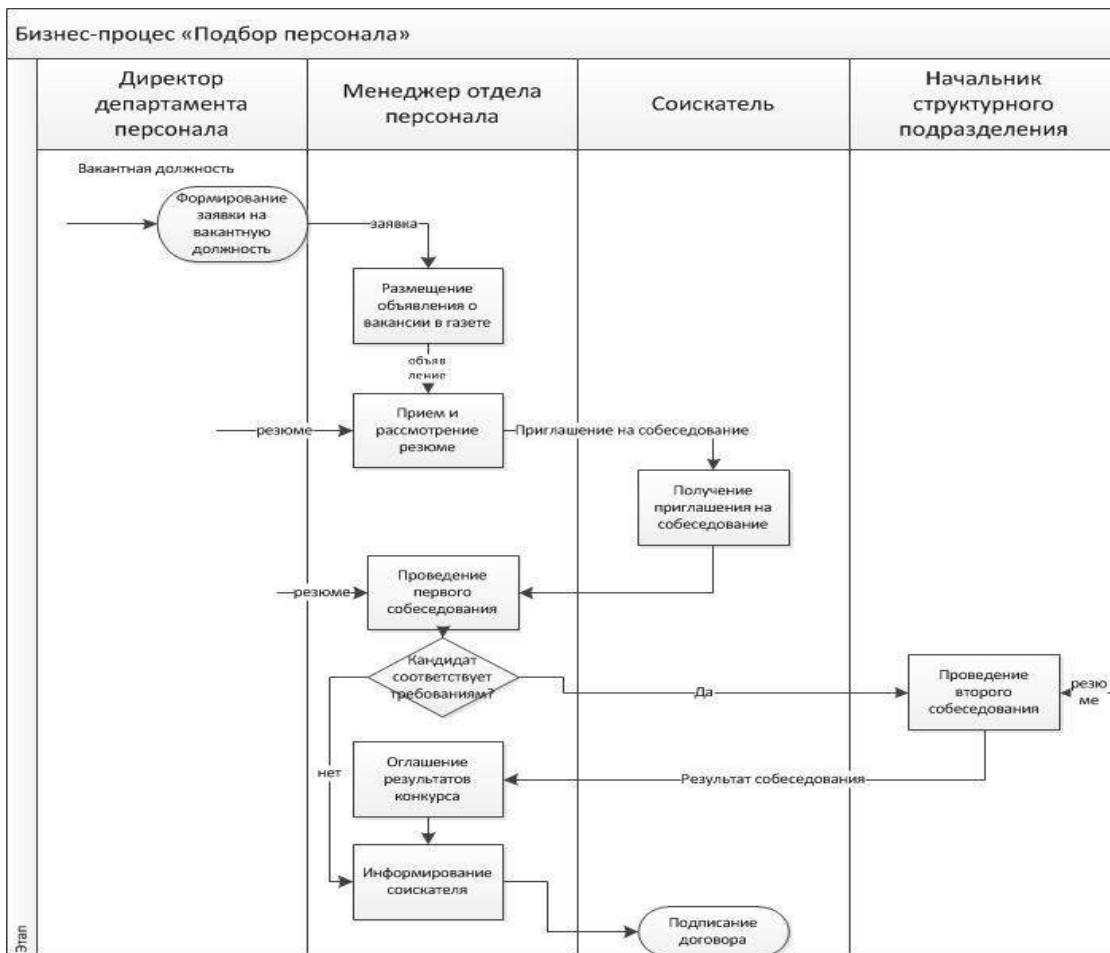 Бизнес-процес «Подбор персонала»
Директор
департамента
персонала
Менеджер отдела
персонала
Соискатель
Начальник
структурного
подразделения
Вакантная должность
Формирование
заявки на
вакантную
должность
заявка
Размещение
объявления о
вакансии в газете
объяв
ление
резюме
Прием и
рассмотрение
резюме
Приглашение на собеседование
Получение
приглашения на
собеседование
резюме
Проведение
первого
собеседования
Кандидат
соответствует
требованиям?
Да
Проведение
второго
собеседования
резю
ме
нет
Оглашение
результатов
конкурса
Результат собеседования
Информирование
соискателя
Подписание
договора
Этап